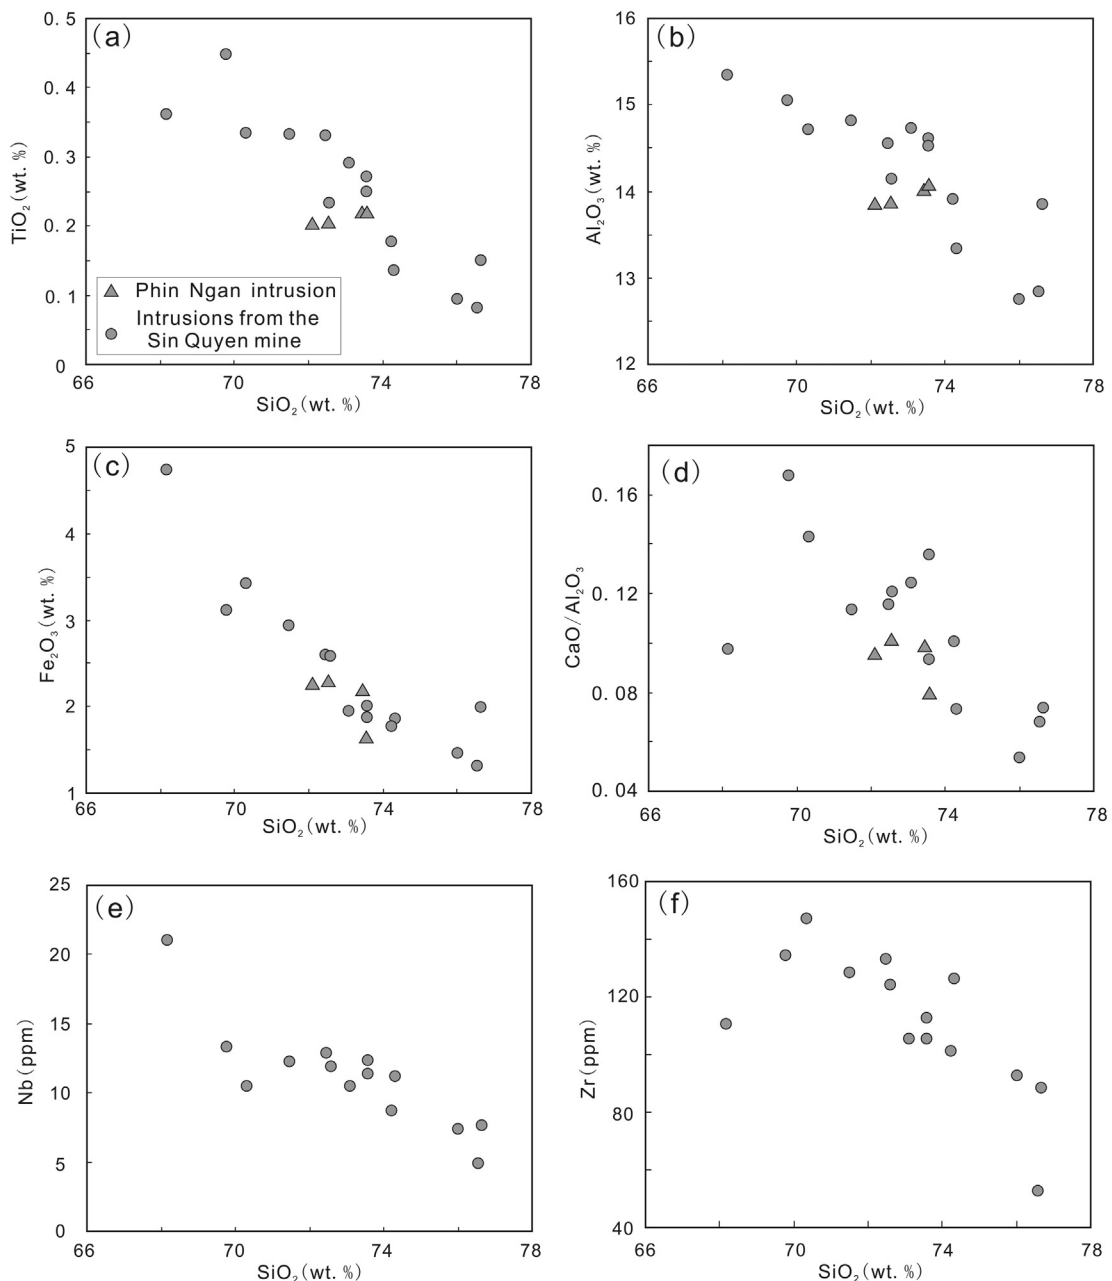 (a)
0.5
0.4
0.3
0.2
0.1
0
TiO₂(wt. %)
Phin Ngan intrusion
Intrusions from the
Sin Quyen mine
66
70
74
78
SiO₂(wt. %)
(b)
16
15
14
13
12
Al₂O₃(wt. %)
66
70
74
78
SiO₂(wt. %)
(c)
5
4
3
2
1
Fe₂O₃(wt. %)
66
70
74
78
SiO₂(wt. %)
(d)
0.16
0.12
0.08
0.04
CaO/Al₂O₃
66
70
74
78
SiO₂(wt. %)
(e)
25
20
15
10
5
0
Nb(ppm)
66
70
74
78
SiO₂(wt. %)
(f)
160
120
80
40
Zr(ppm)
66
70
74
78
SiO₂(wt. %)